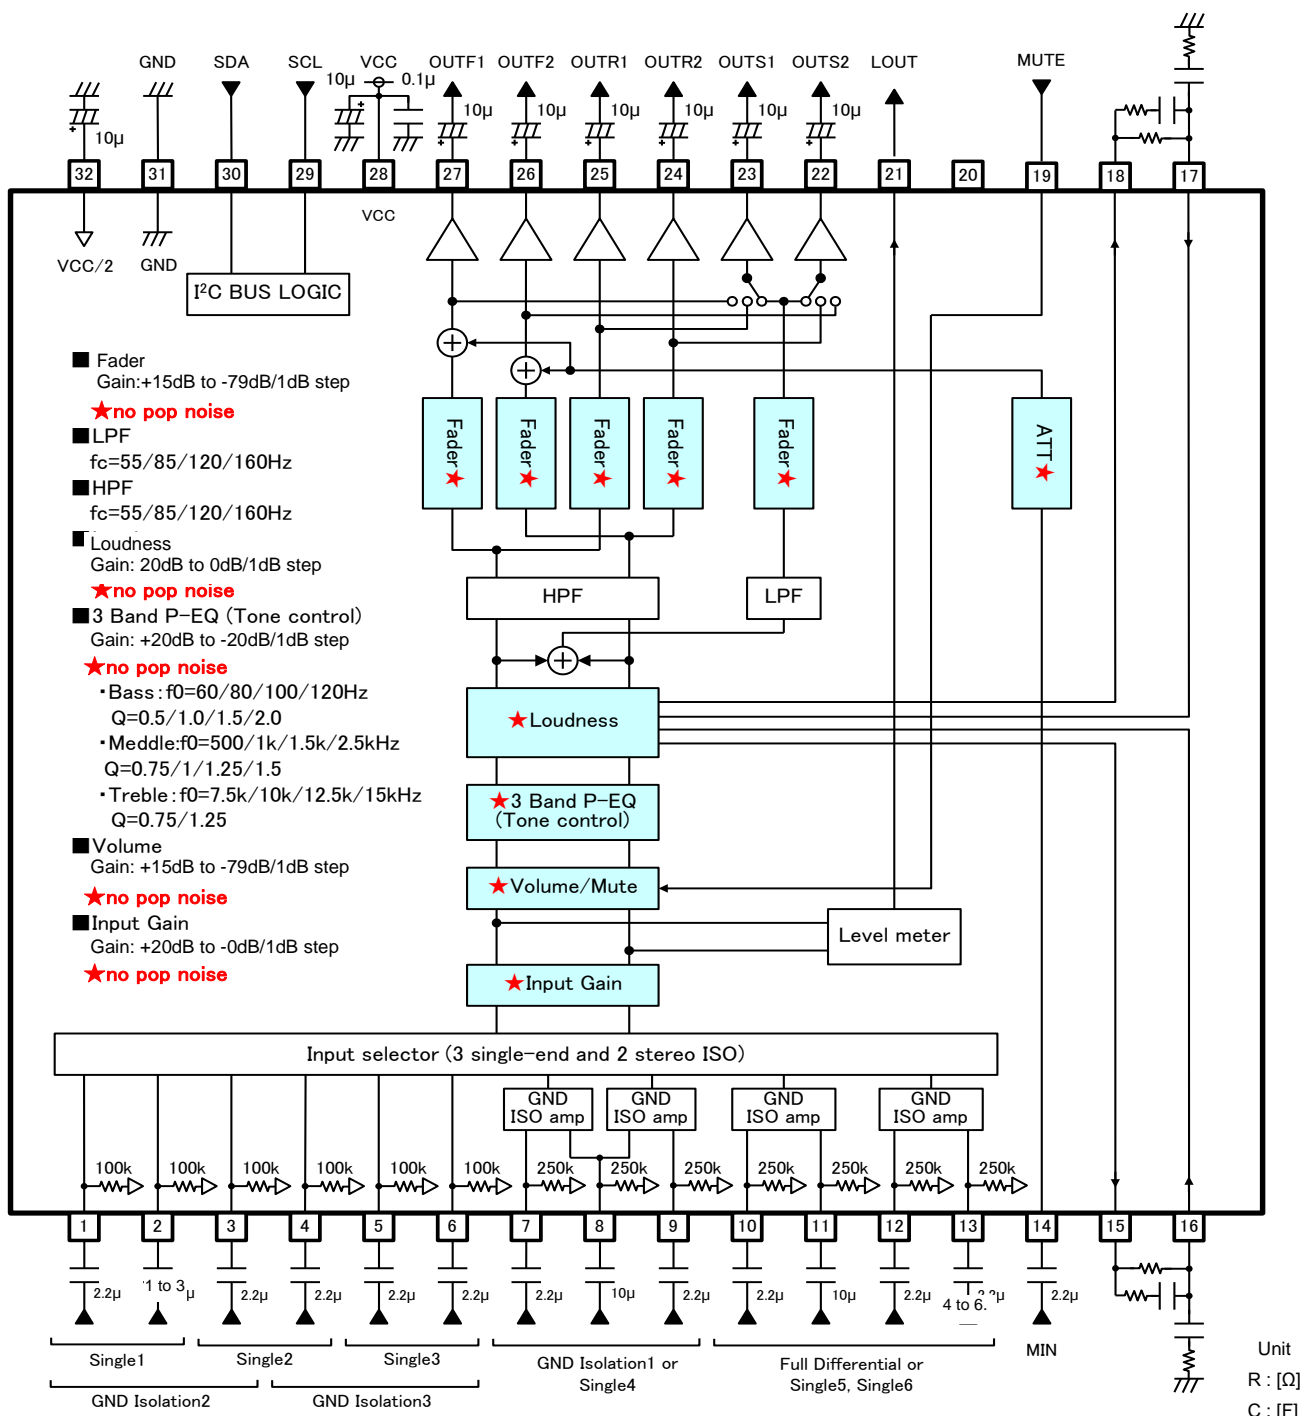 GND SDA SCL VCC OUTF1 OUTF2 OUTR1 OUTR2 OUTS1 OUTS2 LOUT MUTE
10μ 0.1μ
10μ 10μ 10μ 10μ 10μ 10μ 10μ
32 31 30 29 28 27 26 25 24 23 22 21 20 19 18 17
VCC
VCC/2 GND
I²C BUS LOGIC
■ Fader
Gain:+15dB to -79dB/1dB step
★no pop noise
■LPF
fc=55/85/120/160Hz
■HPF
fc=55/85/120/160Hz
■Loudness
Gain: 20dB to 0dB/1dB step
★no pop noise
■3 Band P-EQ (Tone control)
Gain: +20dB to -20dB/1dB step
★no pop noise
・Bass:f0=60/80/100/120Hz
Q=0.5/1.0/1.5/2.0
・Meddle:f0=500/1k/1.5k/2.5kHz
Q=0.75/1/1.25/1.5
・Treble:f0=7.5k/10k/12.5k/15kHz
Q=0.75/1.25
■Volume
Gain: +15dB to -79dB/1dB step
★no pop noise
■Input Gain
Gain: +20dB to -0dB/1dB step
★no pop noise
Fader★
Fader★
Fader★
Fader★
Fader★
ATT★
HPF
LPF
★Loudness
★3 Band P-EQ
(Tone control)
★Volume/Mute
Level meter
★Input Gain
Input selector (3 single-end and 2 stereo ISO)
GND
ISO amp
GND
ISO amp
GND
ISO amp
GND
ISO amp
100k 100k 100k 100k 100k 100k 250k 250k 250k 250k 250k 250k 250k
1 2 3 4 5 6 7 8 9 10 11 12 13 14 15 16
2.2μ 1 to 3 μ 2.2μ 2.2μ 2.2μ 2.2μ 2.2μ 10μ 2.2μ 2.2μ 10μ 2.2μ 4 to 6. 2.2μ
Single1 Single2 Single3
GND Isolation2 GND Isolation3
GND Isolation1 or
Single4
Full Differential or
Single5, Single6
MIN
Unit
R : [Ω]
C : [F]